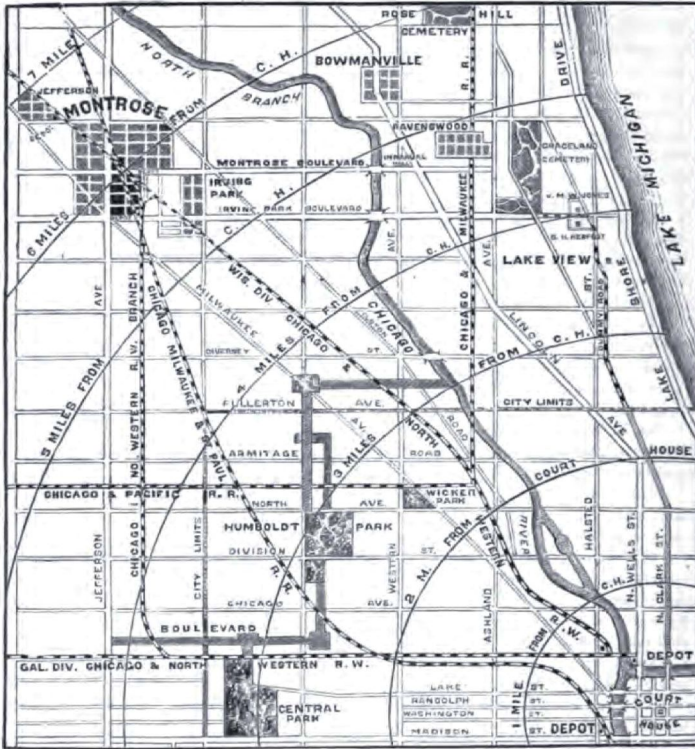 ROSE HILL
CEMETERY
7 MILE
NORTH
BRANCH
C. H.
BOWMANVILLE
R. R.
DRIVE
JEFFERSON
MONTROSE
FROM
RAVENSWOOD
GRACELAND
CEMETERY
LAKE MICHIGAN
MONTROSE BOULEVARD
IRVING
PARK
IRVING PARK BOULEVARD
C. H.
6 MILES
AVE.
CHICAGO & MILWAUKEE
AVE.
LAKE VIEW
ST.
SHORE
LAKE
WIS. DIV. CHICAGO &
NORTH
WESTERN
R. W.
FROM
C. H.
CHICAGO
LINCOLN
AVE
MILWAUKEE
AV.
AVE
CHICAGO & NO. WESTERN R.W. BRANCH
CHICAGO MILWAUKEE & ST PAUL
R. R.
4 MILES
ST.
FROM C. H.
5 MILES FROM
FULLERTON AVE.
CITY LIMITS
ROAD
3 MILES
ARMITAGE ROAD
COURT HOUSE
CHICAGO & PACIFIC R. R.
WICKER
PARK
NORTH AVE.
HUMBOLDT PARK
DIVISION ST.
2 M. FROM
RIVER
HALSTED
N. WELLS ST.
N. CLARK ST.
JEFFERSON
CITY LIMITS
WESTERN
ASHLAND
C. H.
CHICAGO AVE.
BOULEVARD
FROM
1 MILE
GAL. DIV. CHICAGO & NORTH WESTERN R. W.
DEPOT
CENTRAL
PARK
LAKE ST.
RANDOLPH ST.
WASHINGTON ST.
MADISON ST.
COURT
HOUSE
DEPOT